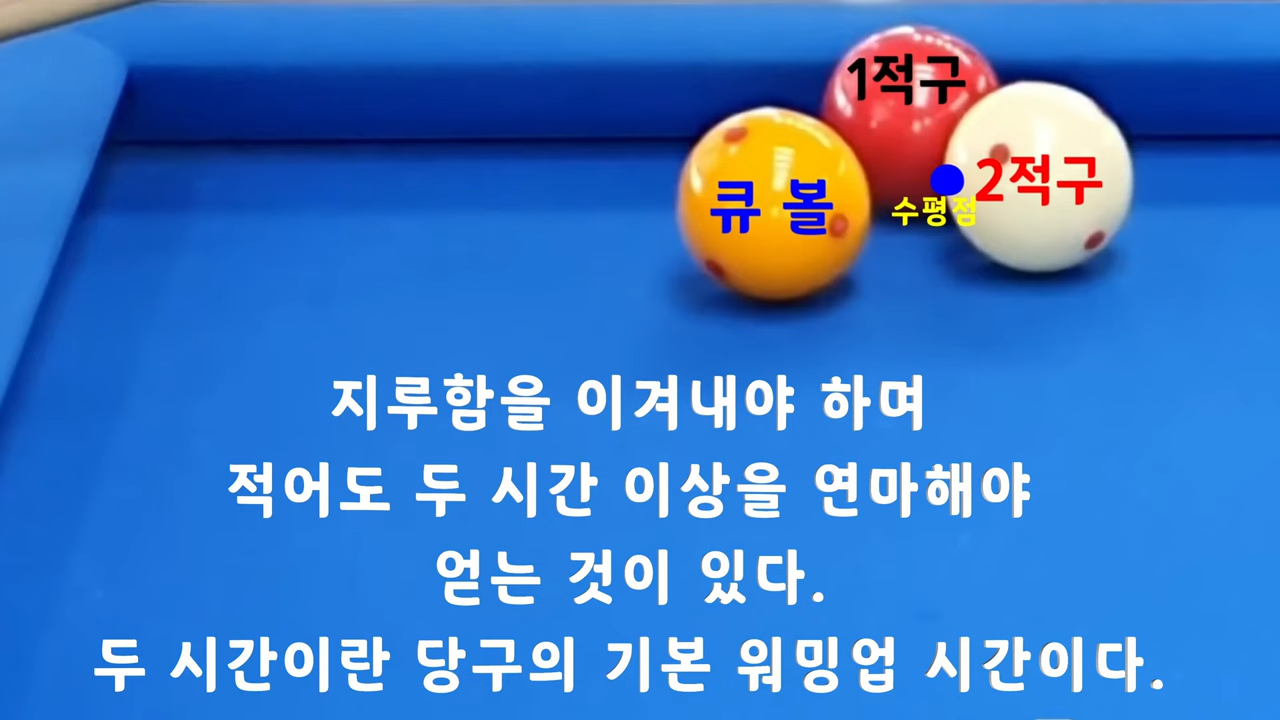 1적구
큐 볼
2적구
수평점
지루함을 이겨내야 하며
적어도 두 시간 이상을 연마해야
얻는 것이 있다.
두 시간이란 당구의 기본 워밍업 시간이다.